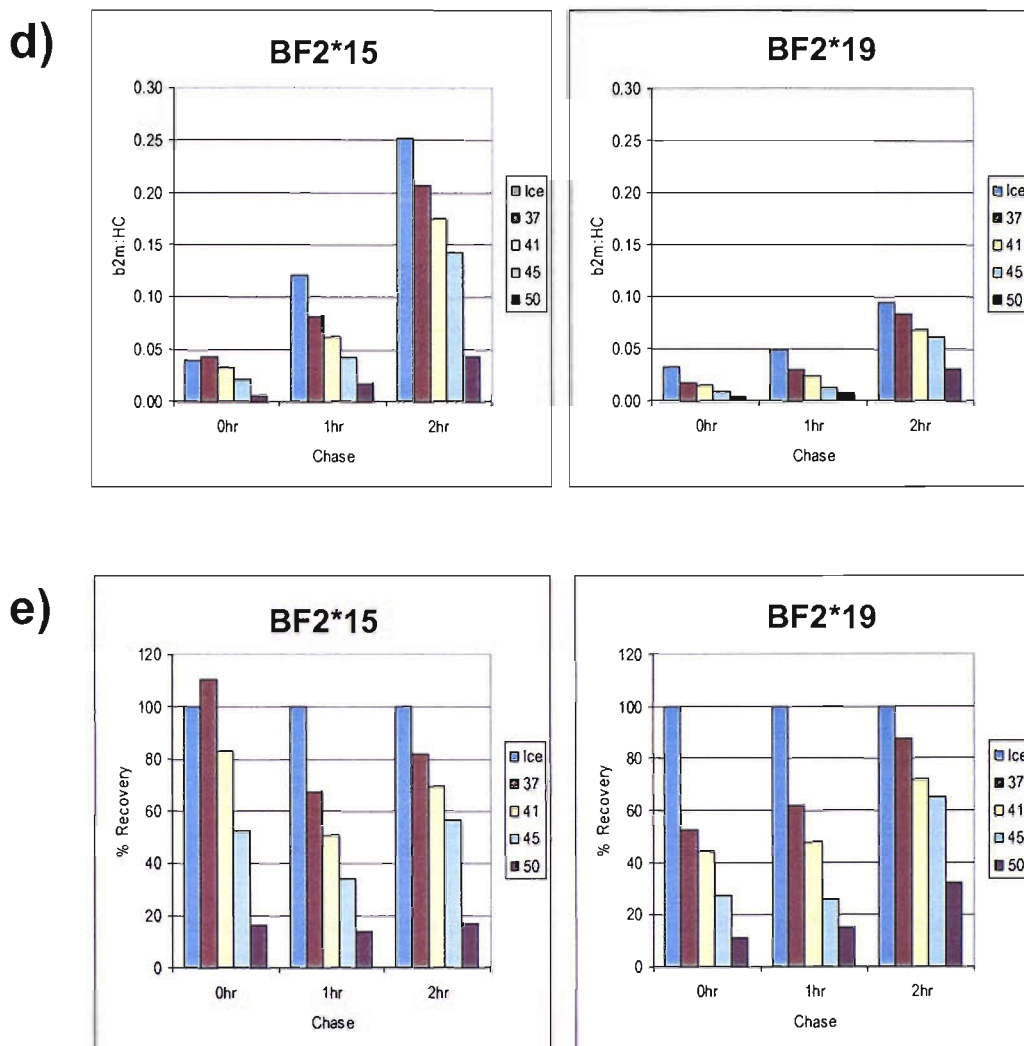 d)
BF2*15
0.30
0.25
0.20
0.15
0.10
0.05
0.00
b2m:HC
0hr
1hr
2hr
Chase
Ice
37
41
45
50
BF2*19
0.30
0.25
0.20
0.15
0.10
0.05
0.00
b2m:HC
0hr
1hr
2hr
Chase
Ice
37
41
45
50
e)
BF2*15
120
100
80
60
40
20
0
% Recovery
0hr
1hr
2hr
Chase
Ice
37
41
45
50
BF2*19
120
100
80
60
40
20
0
% Recovery
0hr
1hr
2hr
Chase
Ice
37
41
45
50